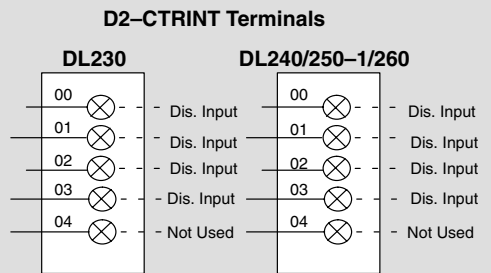 D2–CTRINT Terminals
DL230
00 Dis. Input
01 Dis. Input
02 Dis. Input
03 Dis. Input
04 Not Used
DL240/250–1/260
00 Dis. Input
01 Dis. Input
02 Dis. Input
03 Dis. Input
04 Not Used